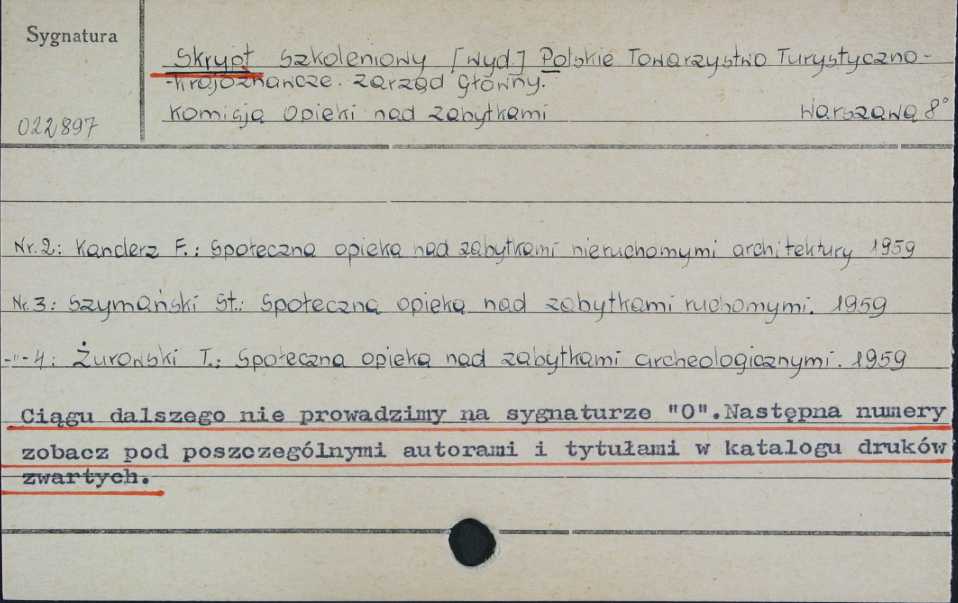 Sygnatura
Skrypt Szkoleniowy [wyd.] Polskie Towarzystwo Turystyczno-
-Krajoznawcze. Zarząd Główny.
022897
Komisja Opieki nad zabytkami Warszawa 8°
Nr. 2: Kanderz F.: Społeczna opieka nad zabytkami nieruchomymi architektury 1959
Nr. 3: Szymański St.: Społeczna opieka nad zabytkami ruchomymi. 1959
-"- 4: Żurowski T.: Społeczna opieka nad zabytkami archeologicznymi. 1959
Ciągu dalszego nie prowadzimy na sygnaturze "O".Następna numery
zobacz pod poszczególnymi autorami i tytułami w katalogu druków
zwartych.